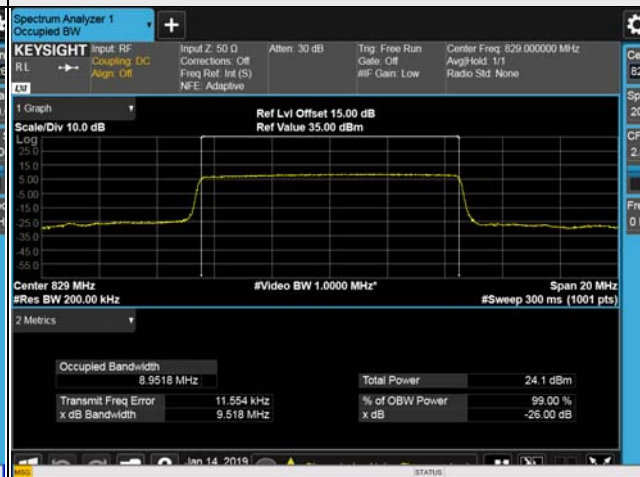 Spectrum Analyzer 1
Occupied BW
+
KEYSIGHT Input: RF Input Z: 50 Ω Atten: 30 dB Trig: Free Run Center Freq: 829.000000 MHz
RL Coupling: DC Corrections: Off Gate: Off Avg|Hold: 1/1
Align: Off Freq Ref: Int (S) #IF Gain: Low Radio Std: None
NFE: Adaptive
LXI
1 Graph
Ref Lvl Offset 15.00 dB
Scale/Div 10.0 dB Ref Value 35.00 dBm
Log
25.0
15.0
5.00
-5.00
-15.0
-25.0
-35.0
-45.0
-55.0
Center 829 MHz #Video BW 1.0000 MHz* Span 20 MHz
#Res BW 200.00 kHz #Sweep 300 ms (1001 pts)
2 Metrics
Occupied Bandwidth
8.9518 MHz Total Power 24.1 dBm
Transmit Freq Error 11.554 kHz % of OBW Power 99.00 %
x dB Bandwidth 9.518 MHz x dB -26.00 dB
Jan 14, 2019
MSG STATUS